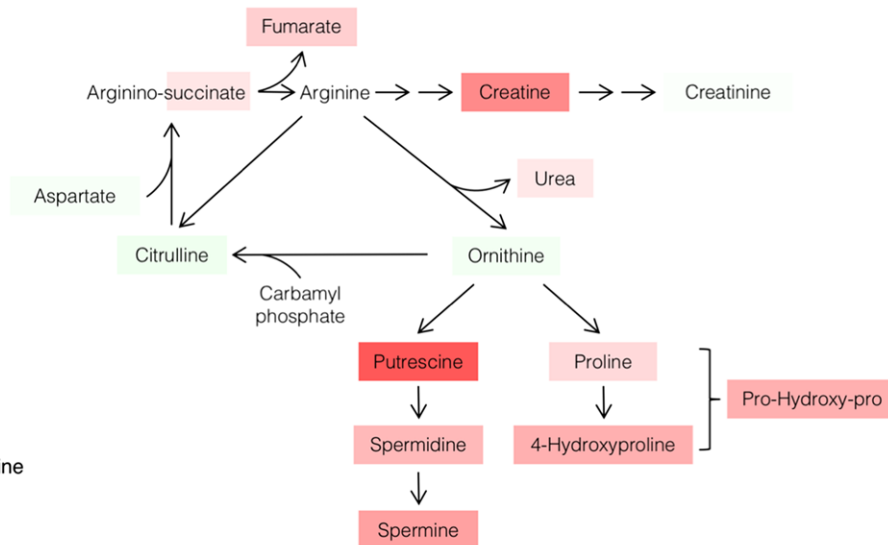 Fumarate
Arginino-succinate
Arginine
Creatine
Creatinine
Urea
Aspartate
Citrulline
Ornithine
Carbamyl
phosphate
Putrescine
Proline
Pro-Hydroxy-pro
Spermidine
4-Hydroxyproline
ine
Spermine